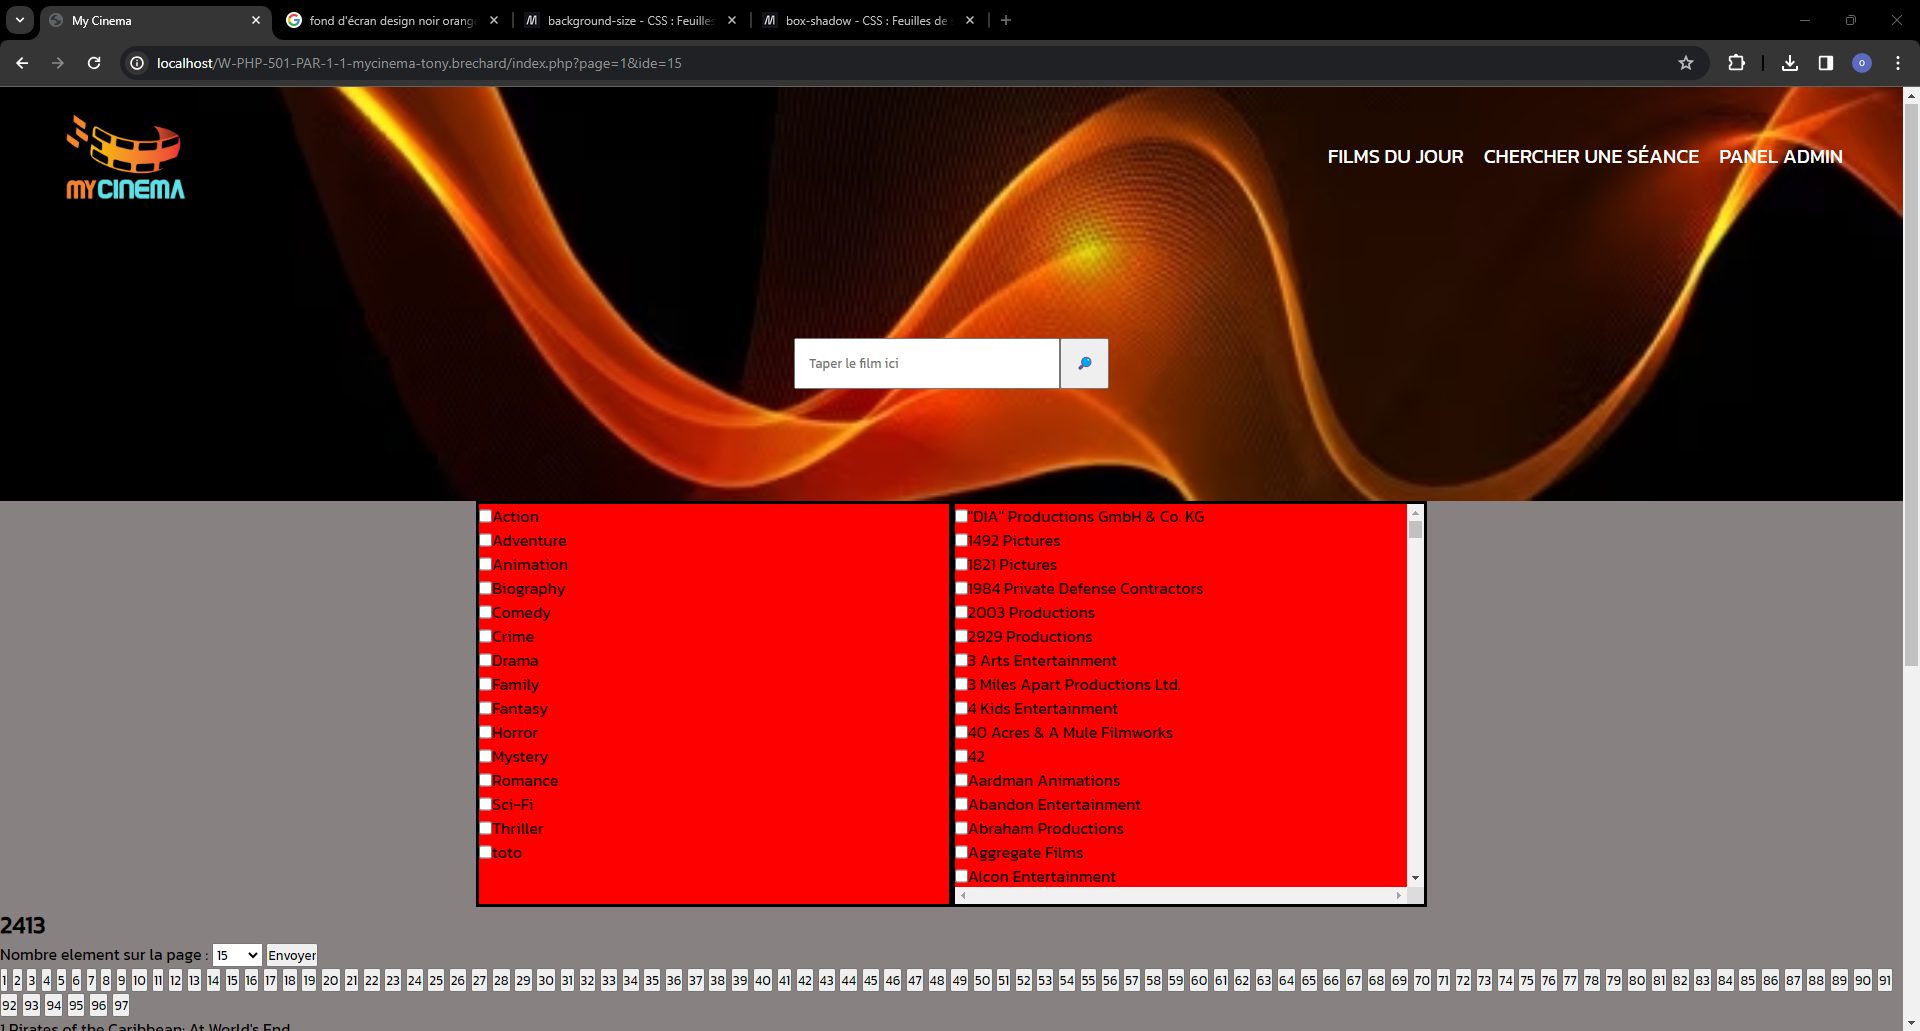 My Cinema
fond d'écran design noir orang
background-size - CSS : Feuille
box-shadow - CSS : Feuilles de
localhost/W-PHP-501-PAR-1-1-mycinema-tony.brechard/index.php?page=1&ide=15
MYCINEMA
FILMS DU JOUR CHERCHER UNE SÉANCE PANEL ADMIN
Taper le film ici
Action
Adventure
Animation
Biography
Comedy
Crime
Drama
Family
Fantasy
Horror
Mystery
Romance
Sci-Fi
Thriller
toto
"DIA" Productions GmbH & Co. KG
1492 Pictures
1821 Pictures
1984 Private Defense Contractors
2003 Productions
2929 Productions
3 Arts Entertainment
3 Miles Apart Productions Ltd.
4 Kids Entertainment
40 Acres & A Mule Filmworks
42
Aardman Animations
Abandon Entertainment
Abraham Productions
Aggregate Films
Alcon Entertainment
2413
Nombre element sur la page : 15 Envoyer
1 2 3 4 5 6 7 8 9 10 11 12 13 14 15 16 17 18 19 20 21 22 23 24 25 26 27 28 29 30 31 32 33 34 35 36 37 38 39 40 41 42 43 44 45 46 47 48 49 50 51 52 53 54 55 56 57 58 59 60 61 62 63 64 65 66 67 68 69 70 71 72 73 74 75 76 77 78 79 80 81 82 83 84 85 86 87 88 89 90 91
92 93 94 95 96 97
1 Pirates of the Caribbean: At World's End